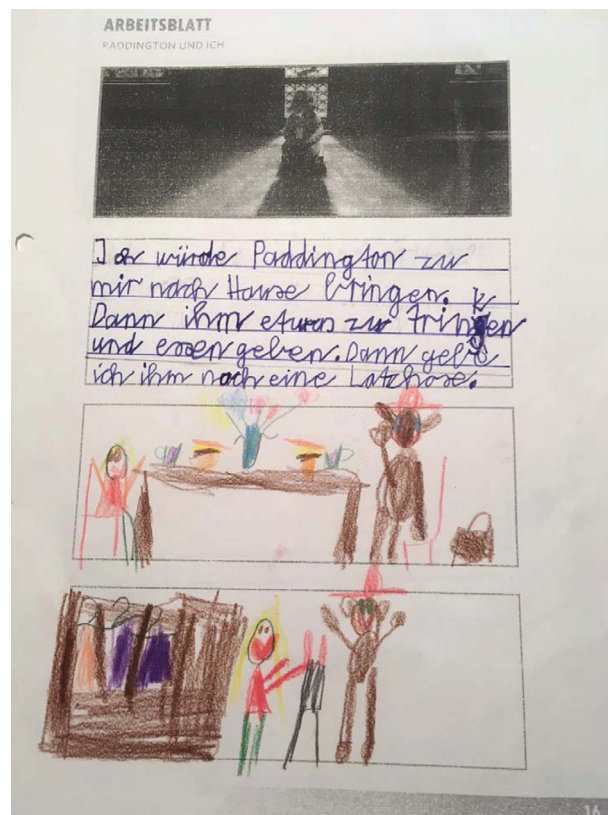 ARBEITSBLATT
PADDINGTON UND ICH
Ich würde Paddington zu
mir nach Hause bringen.
Dann ihm etwas zu trinken
und essen geben. Dann gebe
ich ihm noch eine Latzhose.
16